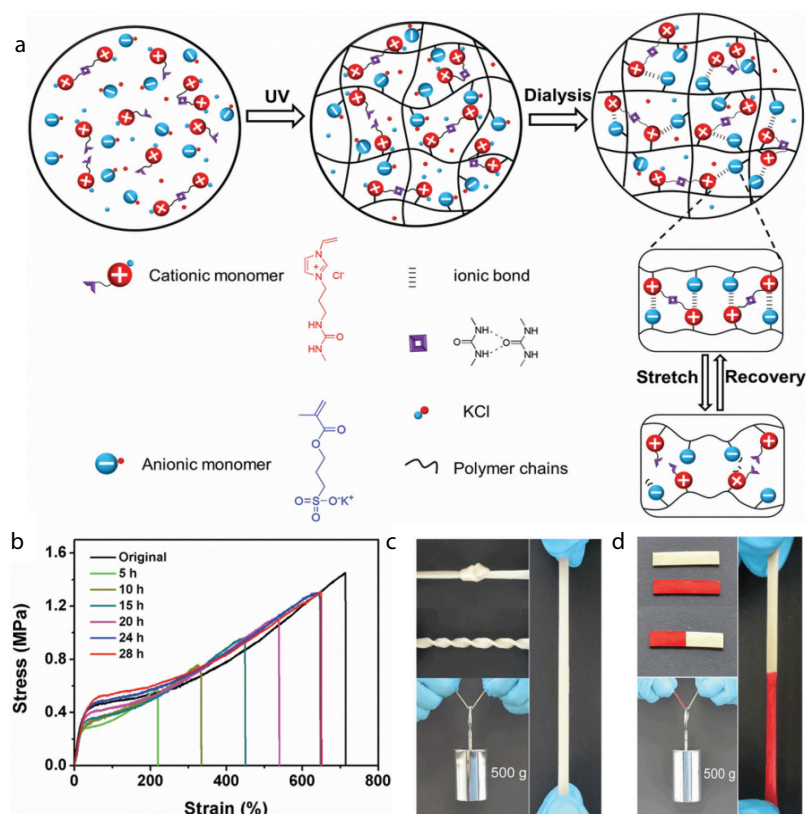 a
UV
Dialysis
Cationic monomer
N
N
+
Cl-
NH
O
HN
ionic bond
NH
O
NH
HN
O
HN
KCl
Anionic monomer
O
O
O
S
O
O-K+
Polymer chains
Stretch
Recovery
b
Stress (MPa)
1.6
1.2
0.8
0.4
0.0
Original
5 h
10 h
15 h
20 h
24 h
28 h
0 200 400 600 800
Strain (%)
c
500 g
d
500 g